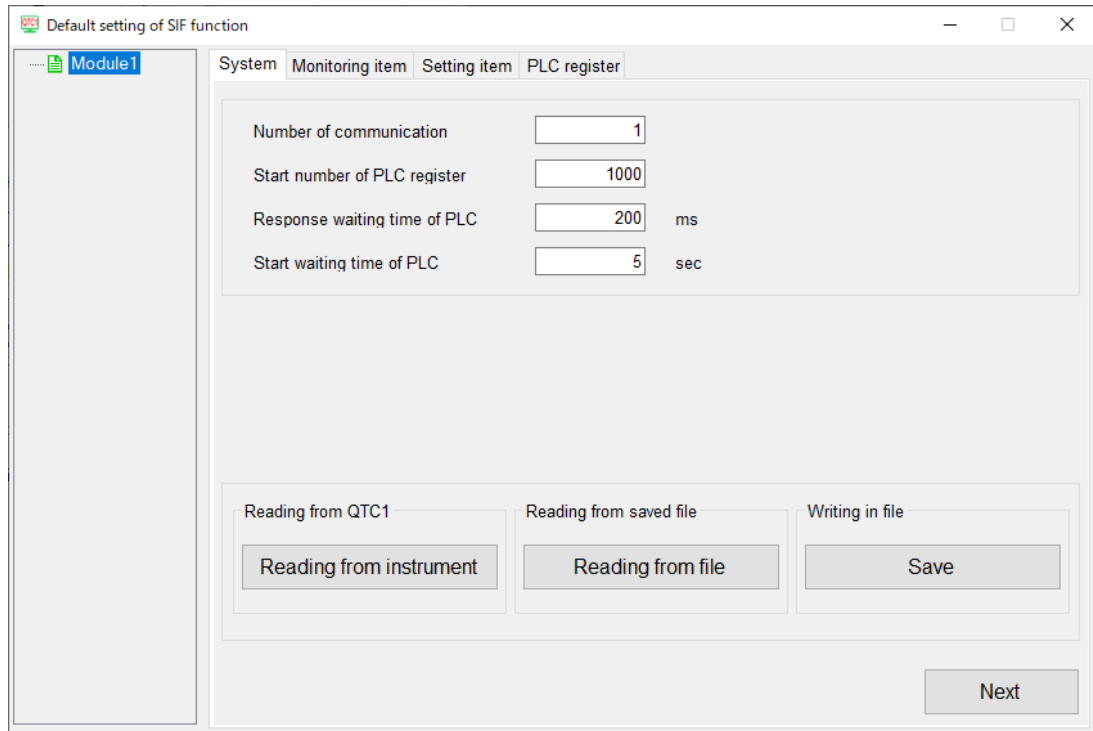 QTC1 Default setting of SIF function
Module1
System Monitoring item Setting item PLC register
Number of communication 1
Start number of PLC register 1000
Response waiting time of PLC 200 ms
Start waiting time of PLC 5 sec
Reading from QTC1 Reading from saved file Writing in file
Reading from instrument Reading from file Save
Next